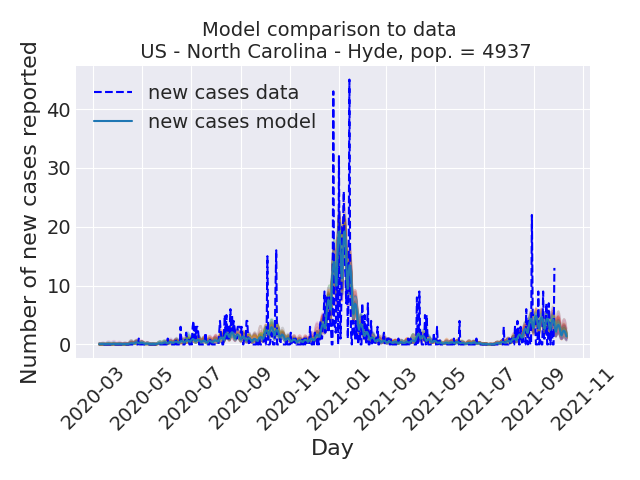 Model comparison to data
US - North Carolina - Hyde, pop. = 4937
Number of new cases reported
40
30
20
10
0
new cases data
new cases model
2020-03
2020-05
2020-07
2020-09
2020-11
2021-01
2021-03
2021-05
2021-07
2021-09
2021-11
Day